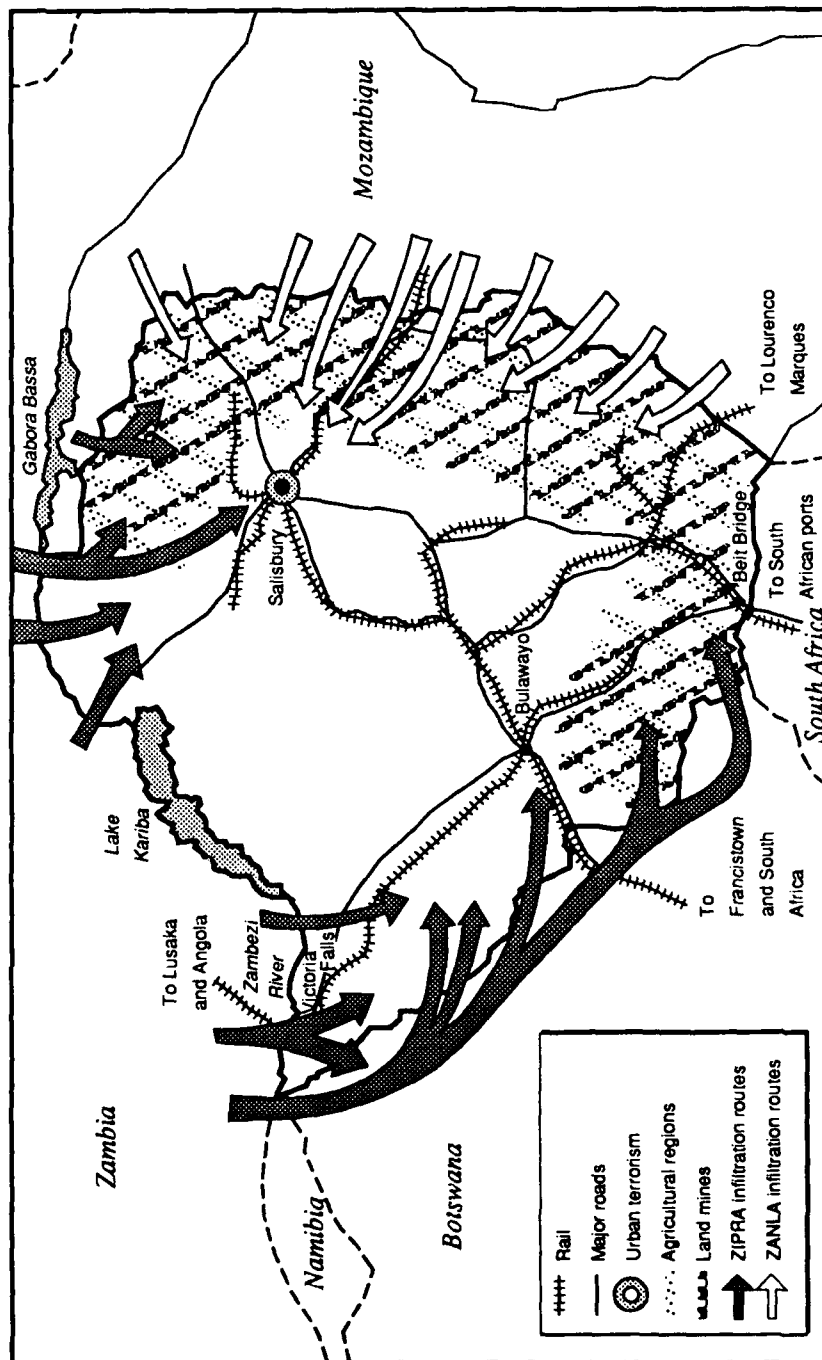 Zambia
Namibia
Botswana
To Lusaka
and Angola
Zambezi
River
Victoria
Falls
Lake
Kariba
Gabora Bassa
Mozambique
Salisbury
Bulawayo
Beit Bridge
To
Francistown
and South
Africa
South Africa
To South
African ports
To Lourenco
Marques
Rail
Major roads
Urban terrorism
Agricultural regions
Land mines
ZIPRA infiltration routes
ZANLA infiltration routes